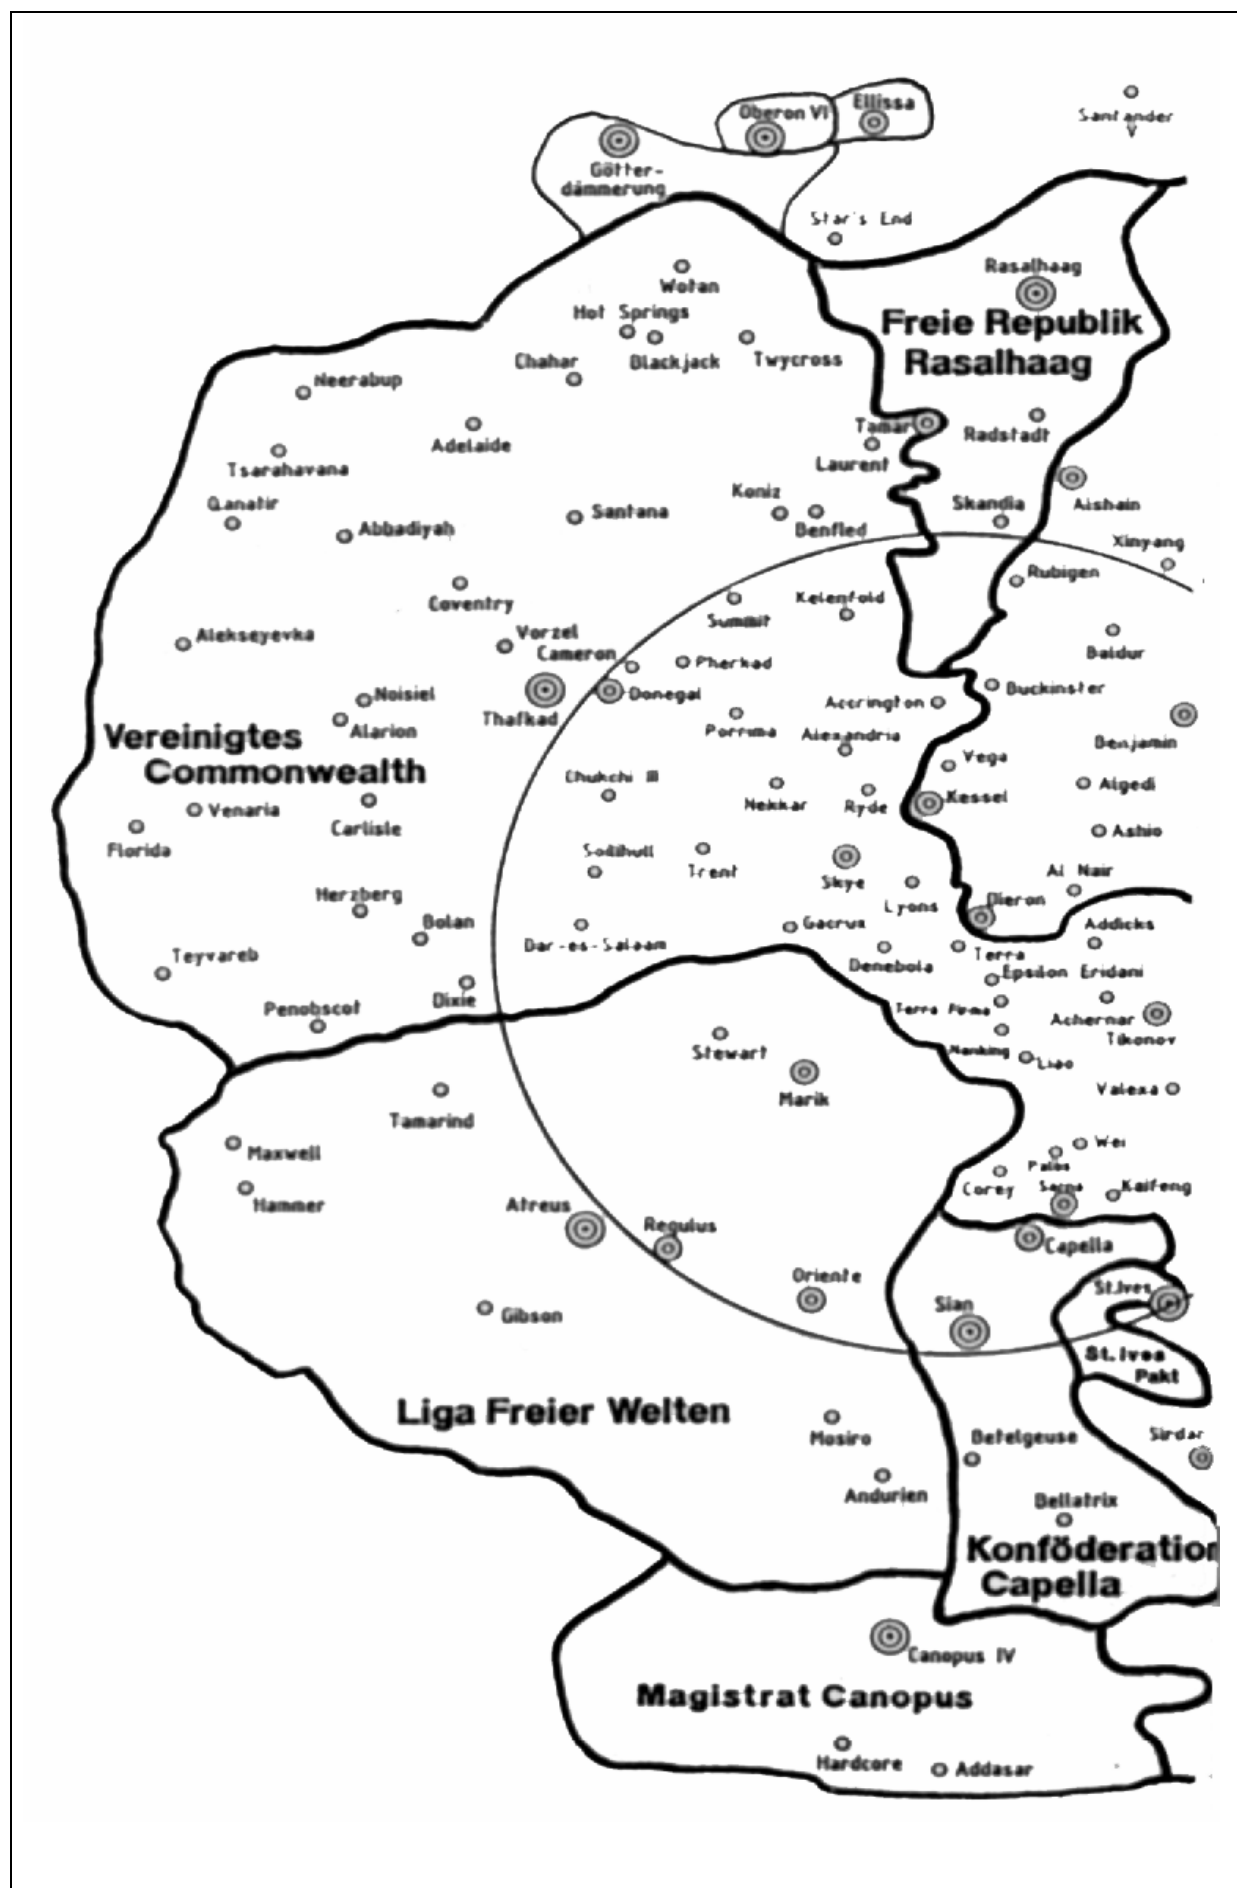 Oberon VI
Ellissa
Santander
V
Götter-
dämmerung
Star's End
Rasalhaag
Wotan
Freie Republik
Rasalhaag
Hot Springs
Chahar
Blackjack
Twycross
Neerabup
Tamar
Radstadt
Adelaide
Laurent
Tsarahavana
Koniz
Skandia
Aishain
Qanatir
Santana
Abbadiyah
Benfled
Xinyang
Rubigen
Coventry
Kelenfold
Summit
Vorzel
Alekseyevka
Cameron
Pherkad
Baldur
Noisiel
Donegal
Buckinster
Accrington
Thafkad
Alarion
Porrima
Alexandria
Benjamin
Vereinigtes
Commonwealth
Vega
Chukchi III
Algedi
Nekkar
Ryde
Kessel
Venaria
Carlisle
Ashio
Florida
Sodihull
Trent
Skye
Al Nair
Herzberg
Lyons
Dieron
Bolan
Gacrux
Addicks
Dar-es-Salaam
Teyvareb
Denebola
Terra
Epsilon Eridani
Dixie
Penobscot
Terra Firma
Achernar
Tikonov
Stewart
Nanking
Liao
Marik
Valexa
Tamarind
Maxwell
Wei
Palos
Hammer
Corey
Sarna
Kaifeng
Atreus
Regulus
Capella
Oriente
St.Ives
Sian
Gibson
St.Ives
Pakt
Liga Freier Welten
Mosiro
Betelgeuse
Sirdar
Andurien
Bellatrix
Konföderation
Capella
Canopus IV
Magistrat Canopus
Hardcore
Addasar